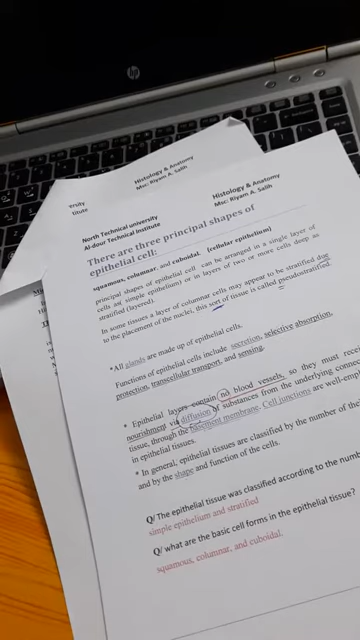 hp
ersity
titute
Histology & Anatomy
Msc: Riyam A. Salih
North Technical university
Al-dour Technical institute
Histology & Anatomy
Msc: Riyam A. Salih
There are three principal shapes of
epithelial cell:
squamous, columnar, and cuboidal. (cellular epithelium)
principal shapes of epithelial cell can be arranged in a single layer of
cells as( simple epithelium) or in layers of two or more cells deep as
stratified (layered)
In some tissues a layer of columnar cells may appear to be stratified due
to the placement of the nuclei, this sort of tissue is called pseudostratified.
*All glands are made up of epithelial cells.
Functions of epithelial cells include secretion, selective absorption,
protection, transcellular transport, and sensing.
* Epithelial layers contain no blood vessels, so they must recei
nourishment via diffusion of substances from the underlying connec
tissue, through the basement membrane. Cell junctions are well-empl
in epithelial tissues.
* In general, epithelial tissues are classified by the number of thei
and by the shape and function of the cells.
Q/ The epithelial tissue was classified according to the numb
simple epithelium and stratified
Q/ what are the basic cell forms in the epithelial tissue?
squamous, columnar, and cuboidal.